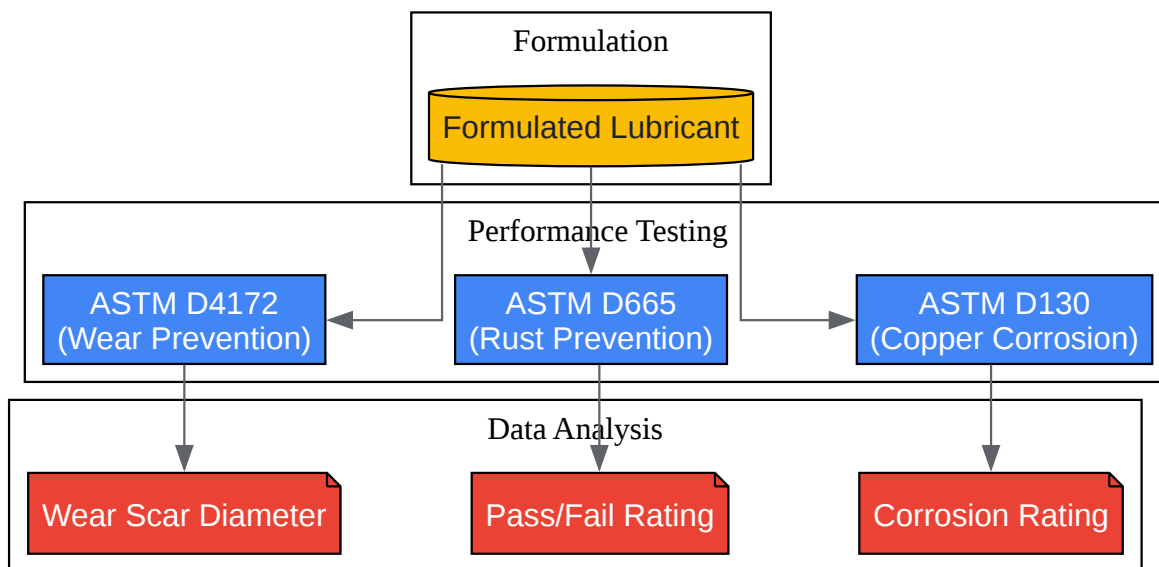 Formulation
Formulated Lubricant
Performance Testing
ASTM D4172
(Wear Prevention)
ASTM D665
(Rust Prevention)
ASTM D130
(Copper Corrosion)
Data Analysis
Wear Scar Diameter
Pass/Fail Rating
Corrosion Rating